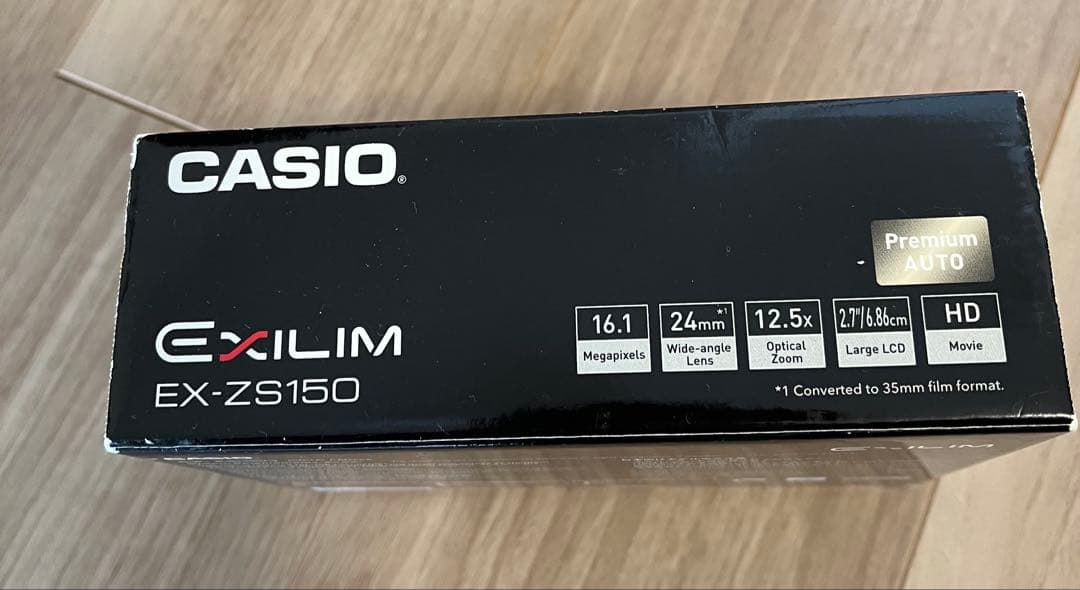 CASIO®
Premium
AUTO
EXILIM
EX-ZS150
16.1
Megapixels
24mm *1
Wide-angle
Lens
12.5x
Optical
Zoom
2.7"/6.86cm
Large LCD
HD
Movie
*1 Converted to 35mm film format.
EXILIM